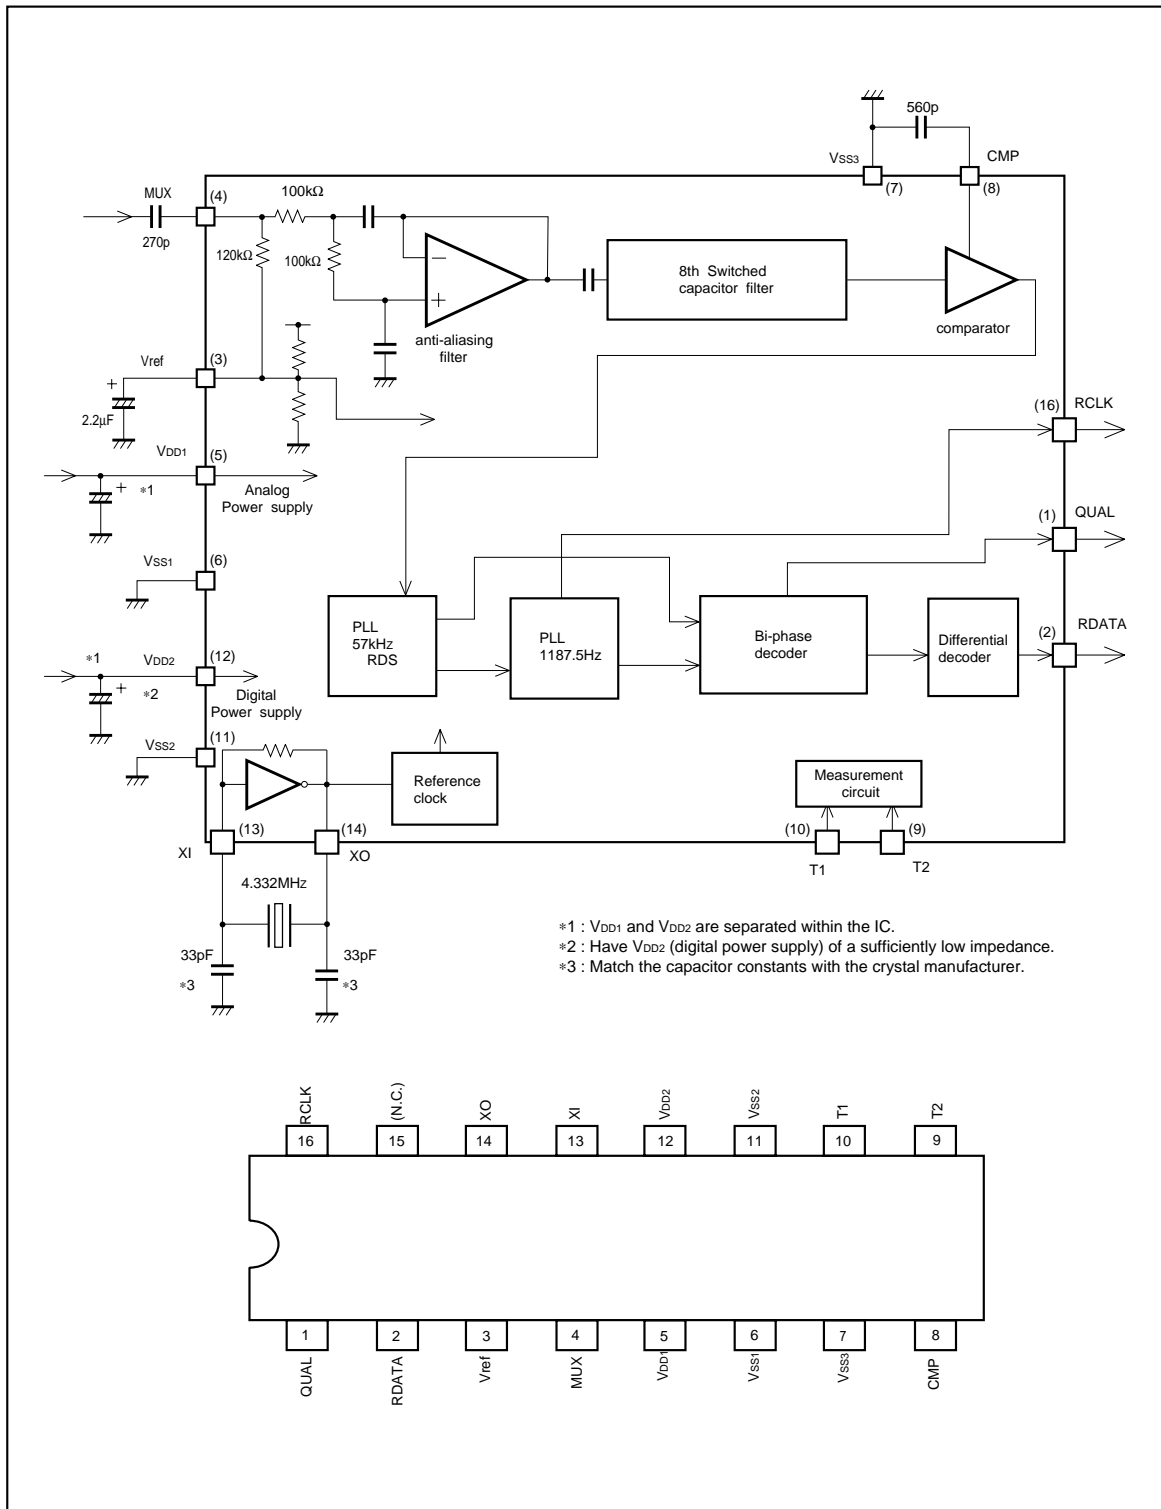 560p
VSS3
CMP
(7)
(8)
MUX
(4)
270p
100kΩ
120kΩ
100kΩ
−
+
anti-aliasing
filter
8th Switched
capacitor filter
comparator
Vref
(3)
+
2.2μF
(16)
RCLK
VDD1
(5)
+
*1
Analog
Power supply
(1)
QUAL
VSS1
(6)
PLL
57kHz
RDS
PLL
1187.5Hz
Bi-phase
decoder
Differential
decoder
(2)
RDATA
*1
VDD2
(12)
+
*2
Digital
Power supply
VSS2
(11)
Reference
clock
Measurement
circuit
(13)
(14)
XI
XO
(10)
(9)
T1
T2
4.332MHz
33pF
*3
33pF
*3
*1 : VDD1 and VDD2 are separated within the IC.
*2 : Have VDD2 (digital power supply) of a sufficiently low impedance.
*3 : Match the capacitor constants with the crystal manufacturer.
RCLK
(N.C.)
XO
XI
VDD2
VSS2
T1
T2
16
15
14
13
12
11
10
9
1
2
3
4
5
6
7
8
QUAL
RDATA
Vref
MUX
VDD1
VSS1
VSS3
CMP